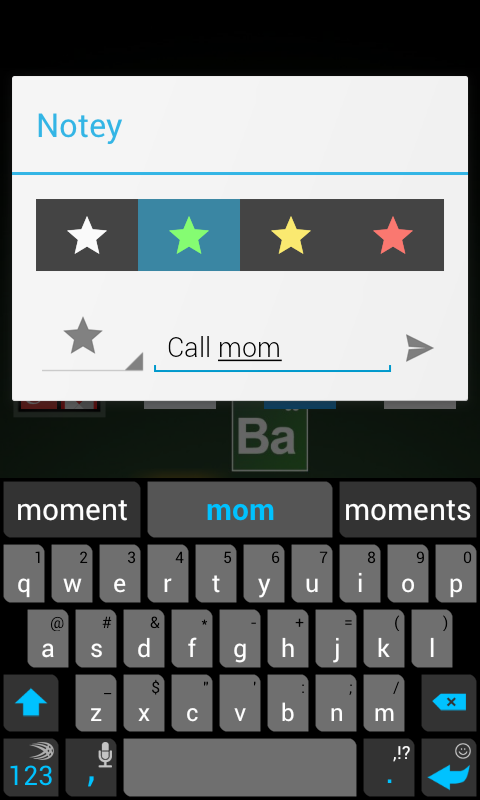 Notey
Call mom
Ba
moment mom moments
1 2 3 4 5 6 7 8 9 0
q w e r t y u i o p
@ # & * - + = ( )
a s d f g h j k l
_ $ " ' : ; /
z x c v b n m
,!?
123 , .